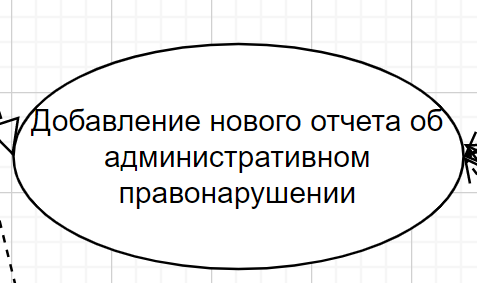 Добавление нового отчета об
административном
правонарушении